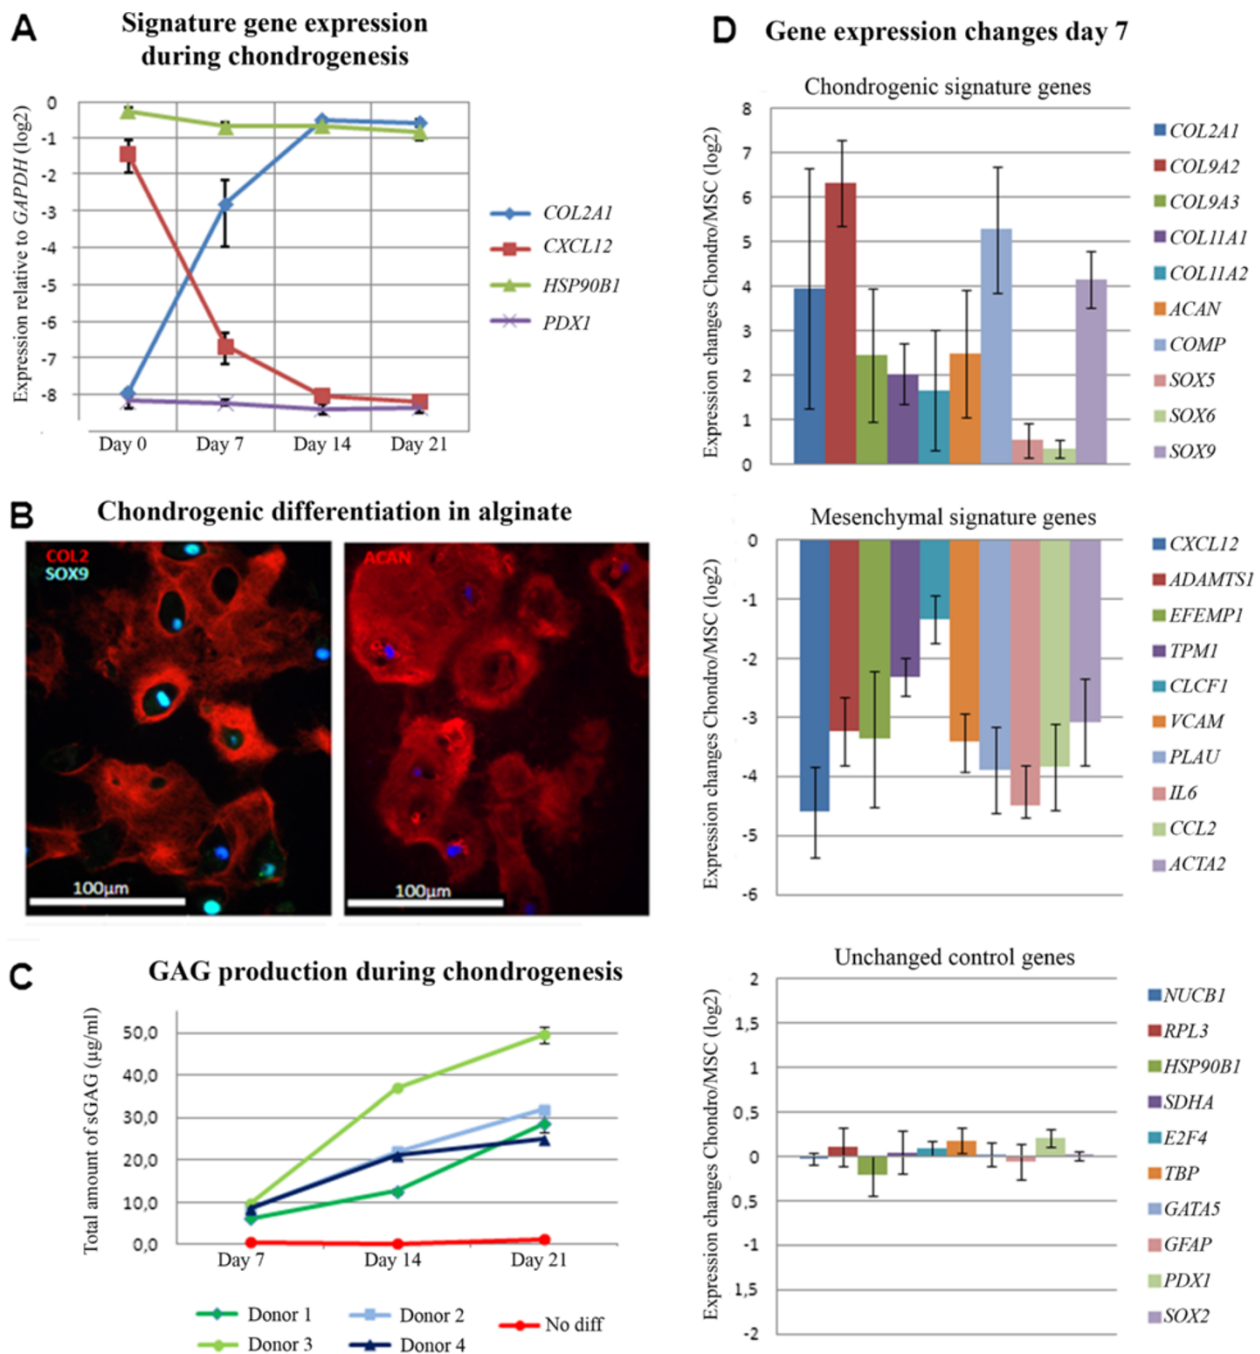 A
Signature gene expression
during chondrogenesis
Expression relative to GAPDH (log2)
0
-1
-2
-3
-4
-5
-6
-7
-8
Day 0 Day 7 Day 14 Day 21
COL2A1
CXCL12
HSP90B1
PDX1
B
Chondrogenic differentiation in alginate
COL2
SOX9
100µm
ACAN
100µm
C
GAG production during chondrogenesis
Total amount of sGAG (µg/ml)
50,0
40,0
30,0
20,0
10,0
0,0
Day 7 Day 14 Day 21
Donor 1 Donor 2 No diff
Donor 3 Donor 4
D
Gene expression changes day 7
Chondrogenic signature genes
Expression changes Chondro/MSC (log2)
8
7
6
5
4
3
2
1
0
COL2A1
COL9A2
COL9A3
COL11A1
COL11A2
ACAN
COMP
SOX5
SOX6
SOX9
Mesenchymal signature genes
Expression changes Chondro/MSC (log2)
0
-1
-2
-3
-4
-5
-6
CXCL12
ADAMTS1
EFEMP1
TPM1
CLCF1
VCAM
PLAU
IL6
CCL2
ACTA2
Unchanged control genes
Expression changes Chondro/MSC (log2)
2
1,5
1
0,5
0
0,5
-1
1,5
-2
NUCB1
RPL3
HSP90B1
SDHA
E2F4
TBP
GATA5
GFAP
PDX1
SOX2